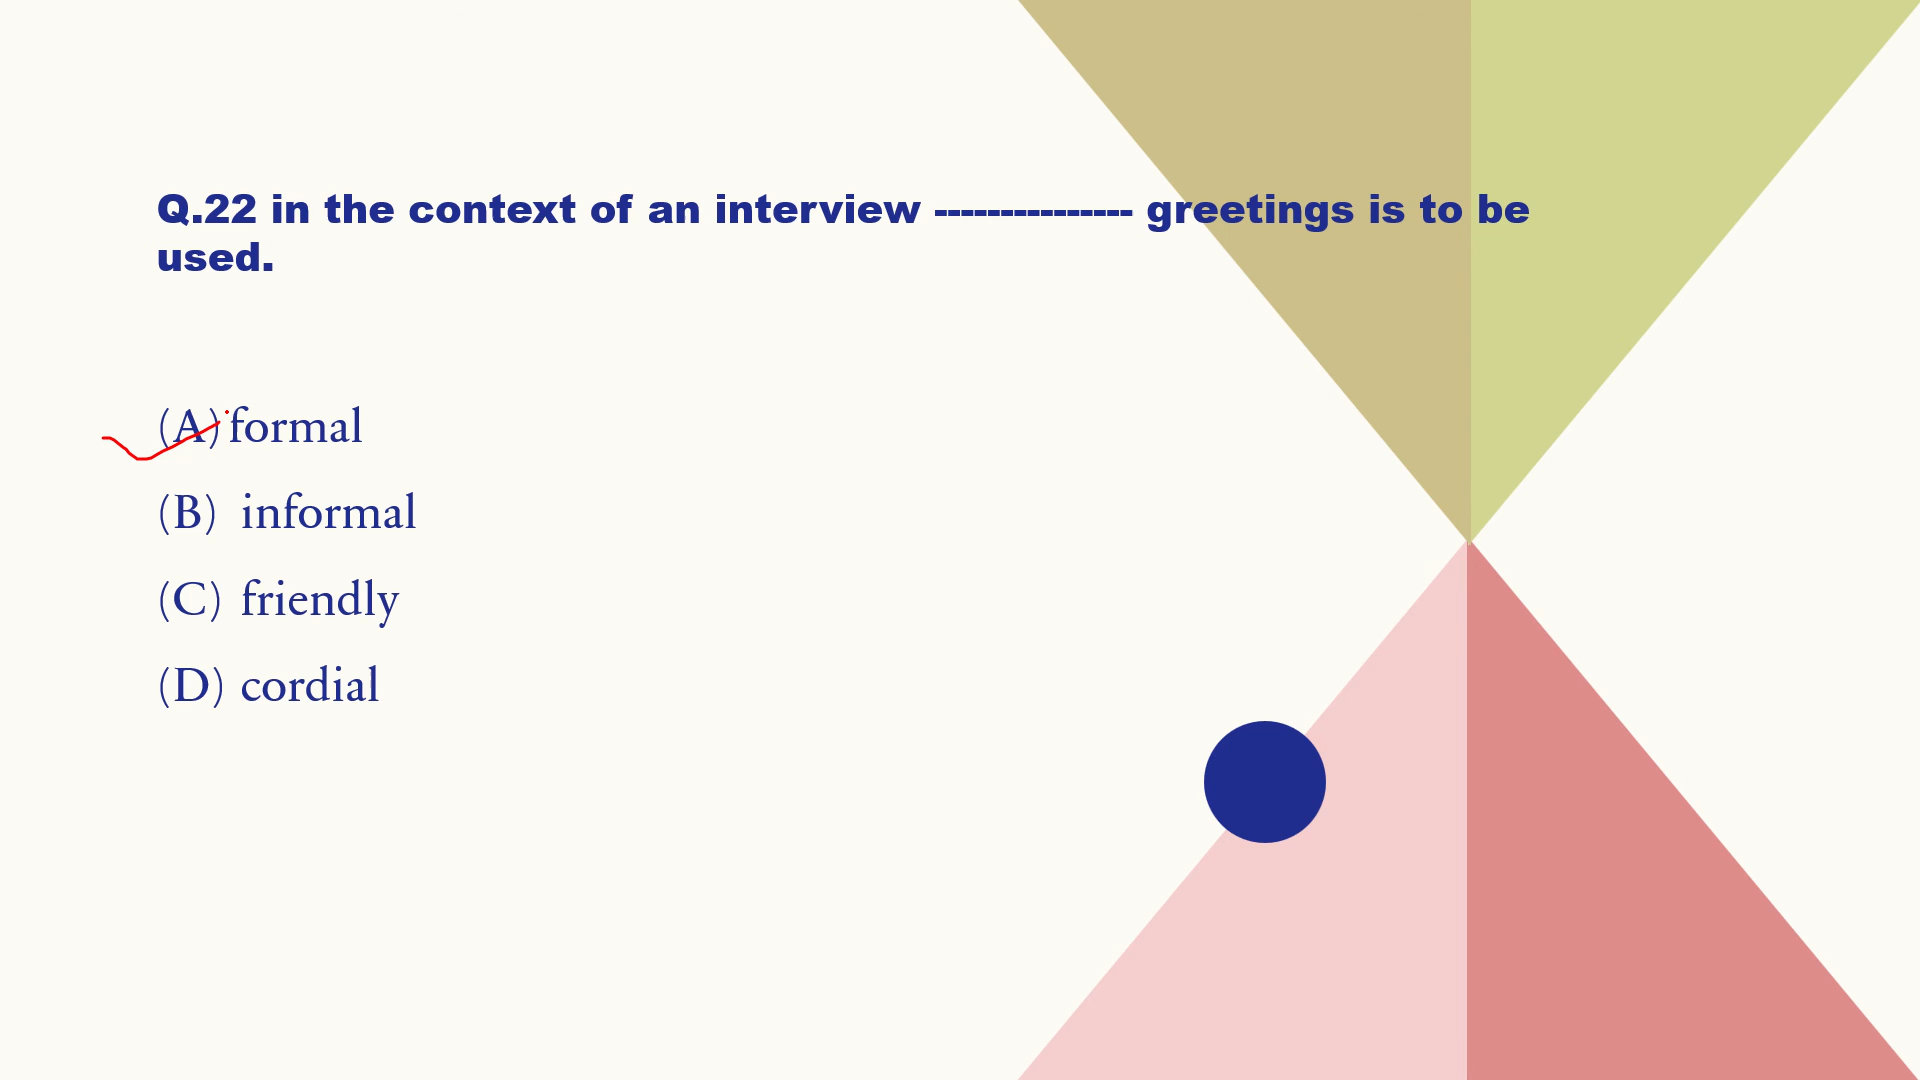 Q.22 in the context of an interview --------------- greetings is to be
used.
(A) formal
(B) informal
(C) friendly
(D) cordial